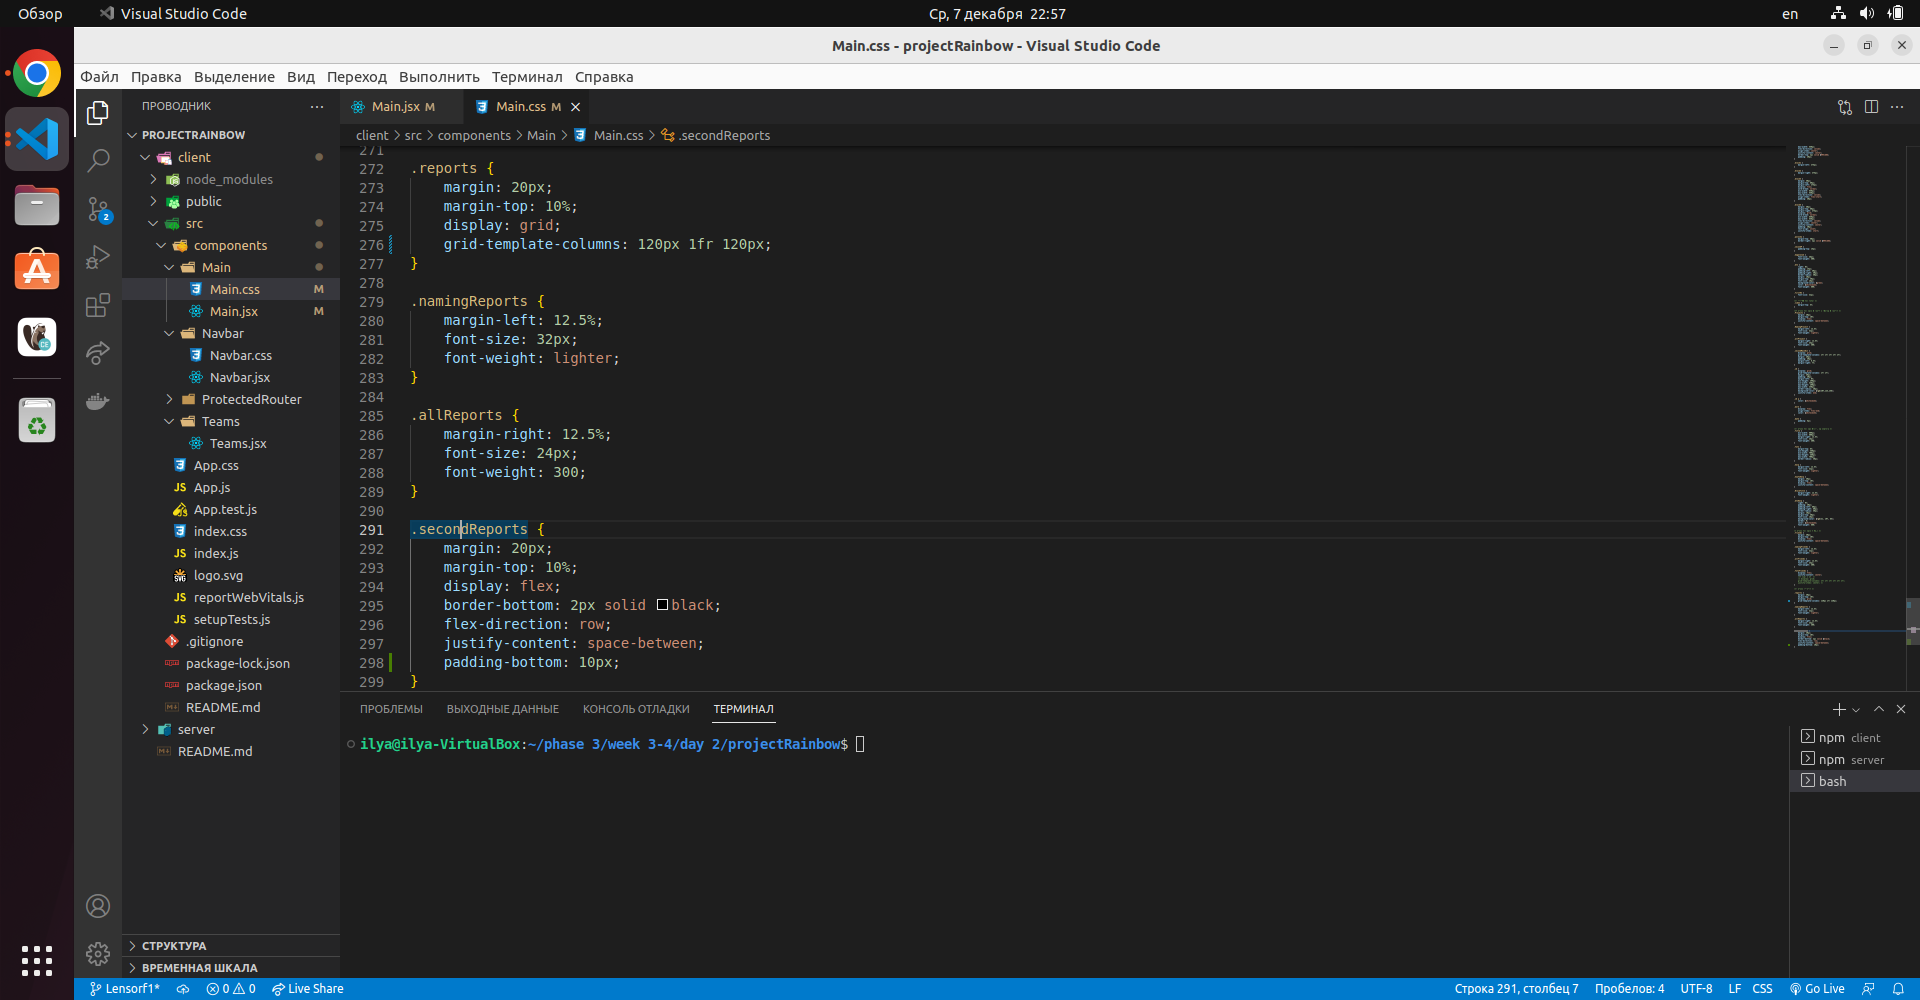 Обзор
Visual Studio Code
Ср, 7 декабря 22:57
en
Main.css - projectRainbow - Visual Studio Code
Файл Правка Выделение Вид Переход Выполнить Терминал Справка
ПРОВОДНИК
PROJECTRAINBOW
client
node_modules
public
src
components
Main
Main.css M
Main.jsx M
Navbar
Navbar.css
Navbar.jsx
ProtectedRouter
Teams
Teams.jsx
App.css
JS App.js
App.test.js
index.css
JS index.js
SVG logo.svg
JS reportWebVitals.js
JS setupTests.js
.gitignore
package-lock.json
package.json
README.md
server
README.md
СТРУКТУРА
ВРЕМЕННАЯ ШКАЛА
2
Main.jsx M
Main.css M
client > src > components > Main > Main.css > .secondReports
271
272 .reports {
273 margin: 20px;
274 margin-top: 10%;
275 display: grid;
276 grid-template-columns: 120px 1fr 120px;
277 }
278
279 .namingReports {
280 margin-left: 12.5%;
281 font-size: 32px;
282 font-weight: lighter;
283 }
284
285 .allReports {
286 margin-right: 12.5%;
287 font-size: 24px;
288 font-weight: 300;
289 }
290
291 .secondReports {
292 margin: 20px;
293 margin-top: 10%;
294 display: flex;
295 border-bottom: 2px solid black;
296 flex-direction: row;
297 justify-content: space-between;
298 padding-bottom: 10px;
299 }
ПРОБЛЕМЫ ВЫХОДНЫЕ ДАННЫЕ КОНСОЛЬ ОТЛАДКИ ТЕРМИНАЛ
ilya@ilya-VirtualBox:~/phase 3/week 3-4/day 2/projectRainbow$
npm client
npm server
bash
Lensorf1* 0 0 Live Share
Строка 291, столбец 7 Пробелов: 4 UTF-8 LF CSS Go Live